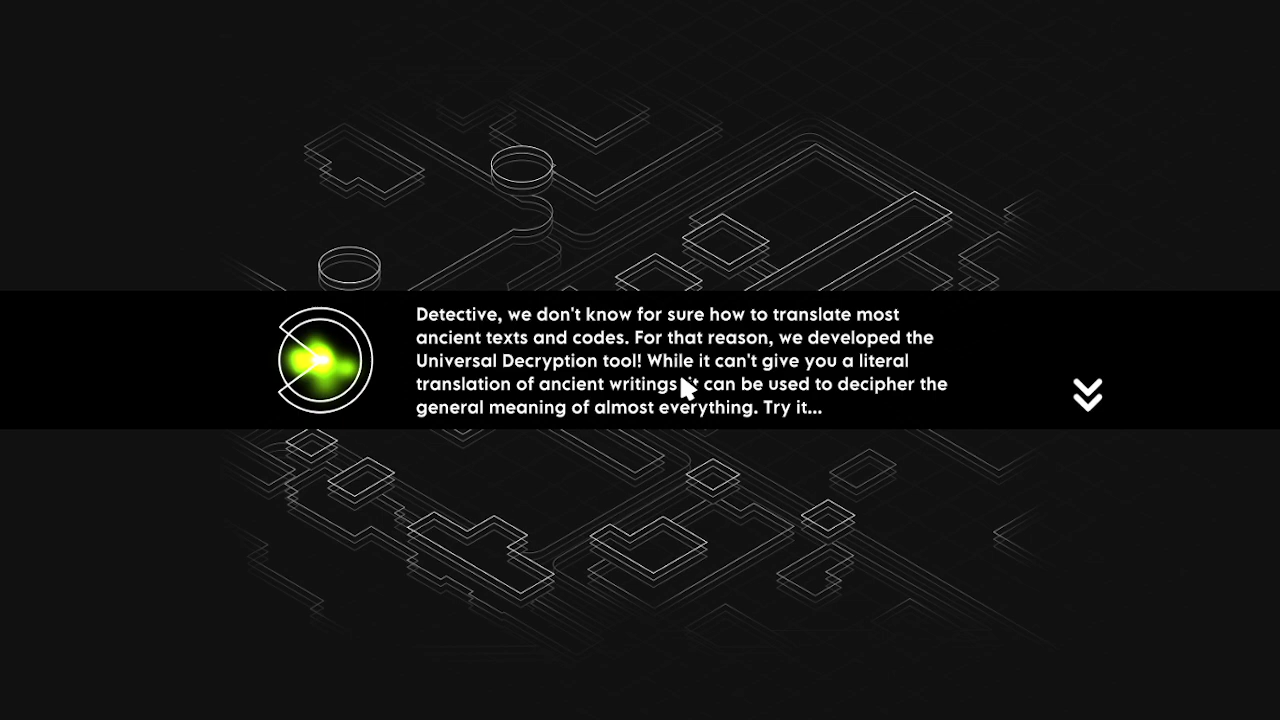 Detective, we don't know for sure how to translate most
ancient texts and codes. For that reason, we developed the
Universal Decryption tool! While it can't give you a literal
translation of ancient writings it can be used to decipher the
general meaning of almost everything. Try it...